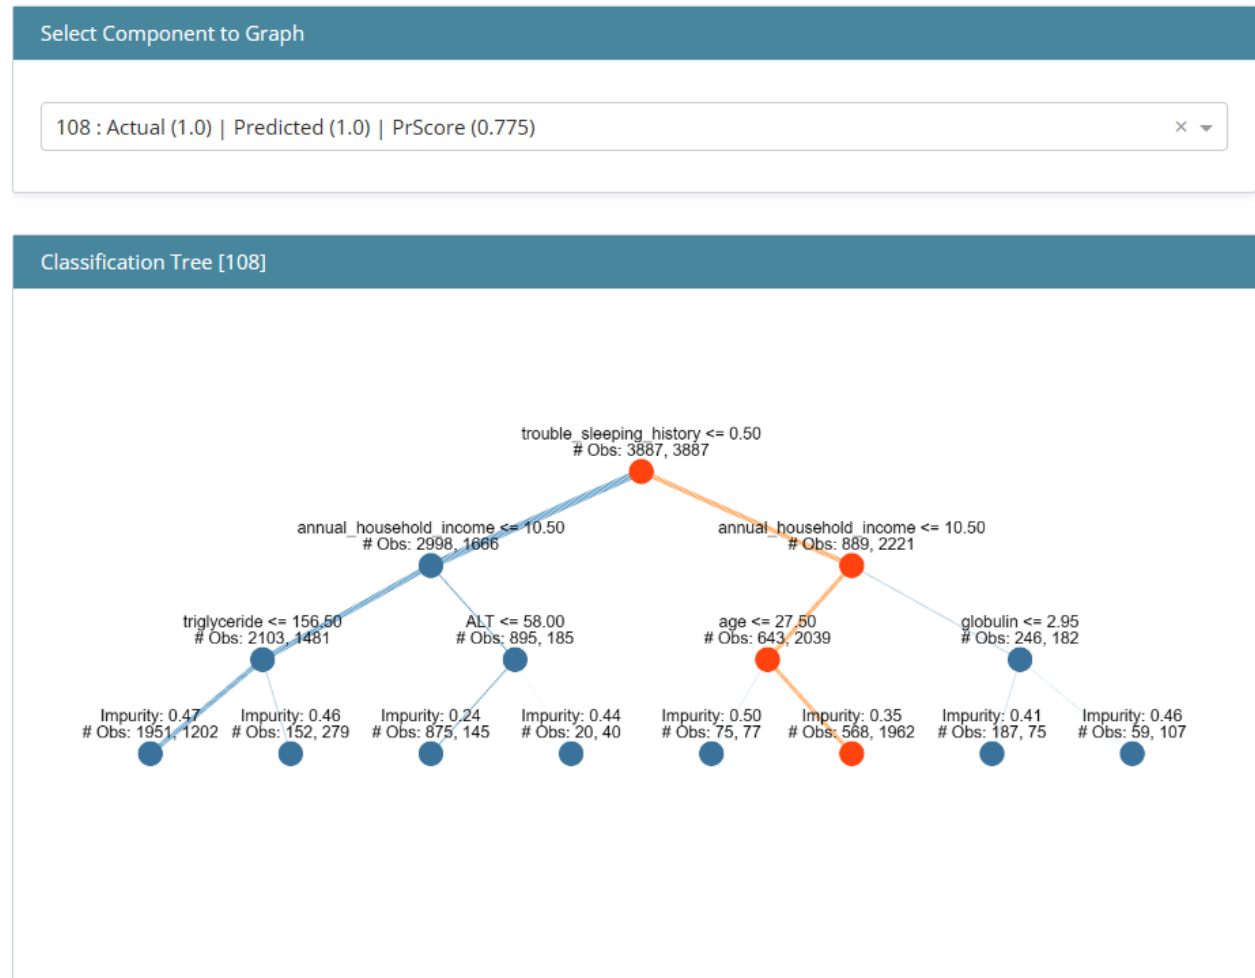 Select Component to Graph
108 : Actual (1.0) | Predicted (1.0) | PrScore (0.775)
Classification Tree [108]
trouble_sleeping_history <= 0.50
# Obs: 3887, 3887
annual_household_income <= 10.50
# Obs: 2998, 1666
annual_household_income <= 10.50
# Obs: 889, 2221
triglyceride <= 156.50
# Obs: 2103, 1481
ALT <= 58.00
# Obs: 895, 185
age <= 27.50
# Obs: 643, 2039
globulin <= 2.95
# Obs: 246, 182
Impurity: 0.47
# Obs: 1951, 1202
Impurity: 0.46
# Obs: 152, 279
Impurity: 0.24
# Obs: 875, 145
Impurity: 0.44
# Obs: 20, 40
Impurity: 0.50
# Obs: 75, 77
Impurity: 0.35
# Obs: 568, 1962
Impurity: 0.41
# Obs: 187, 75
Impurity: 0.46
# Obs: 59, 107